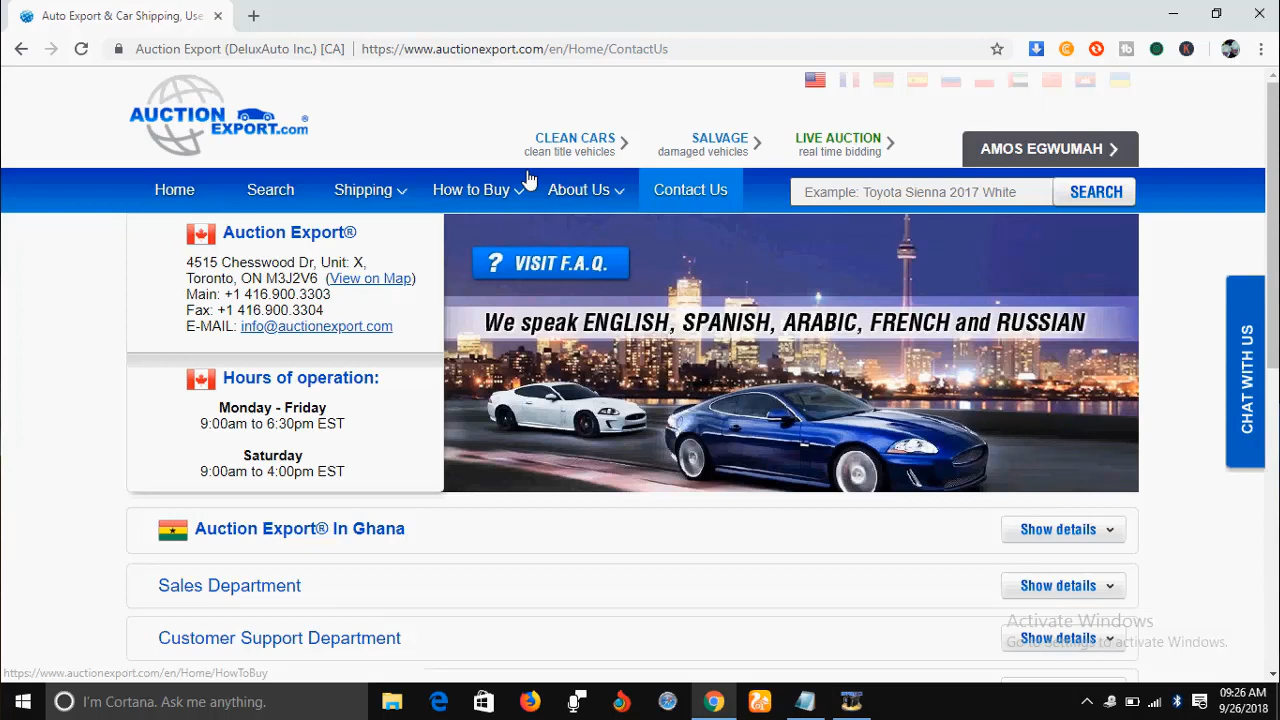 Auto Export & Car Shipping, Use
Auction Export (DeluxAuto Inc.) [CA] https://www.auctionexport.com/en/Home/ContactUs
AUCTION EXPORT.com ®
CLEAN CARS
clean title vehicles
SALVAGE
damaged vehicles
LIVE AUCTION
real time bidding
AMOS EGWUMAH
Home Search Shipping How to Buy About Us Contact Us Example: Toyota Sienna 2017 White SEARCH
Auction Export®
4515 Chesswood Dr, Unit: X,
Toronto, ON M3J2V6 (View on Map)
Main: +1 416.900.3303
Fax: +1 416.900.3304
E-MAIL: info@auctionexport.com
Hours of operation:
Monday - Friday
9:00am to 6:30pm EST
Saturday
9:00am to 4:00pm EST
? VISIT F.A.Q.
We speak ENGLISH, SPANISH, ARABIC, FRENCH and RUSSIAN
CHAT WITH US
Auction Export® In Ghana Show details
Sales Department Show details
Customer Support Department Show details
Activate Windows
Go to Settings to activate Windows.
https://www.auctionexport.com/en/Home/HowToBuy
I'm Cortana. Ask me anything.
09:26 AM
9/26/2018